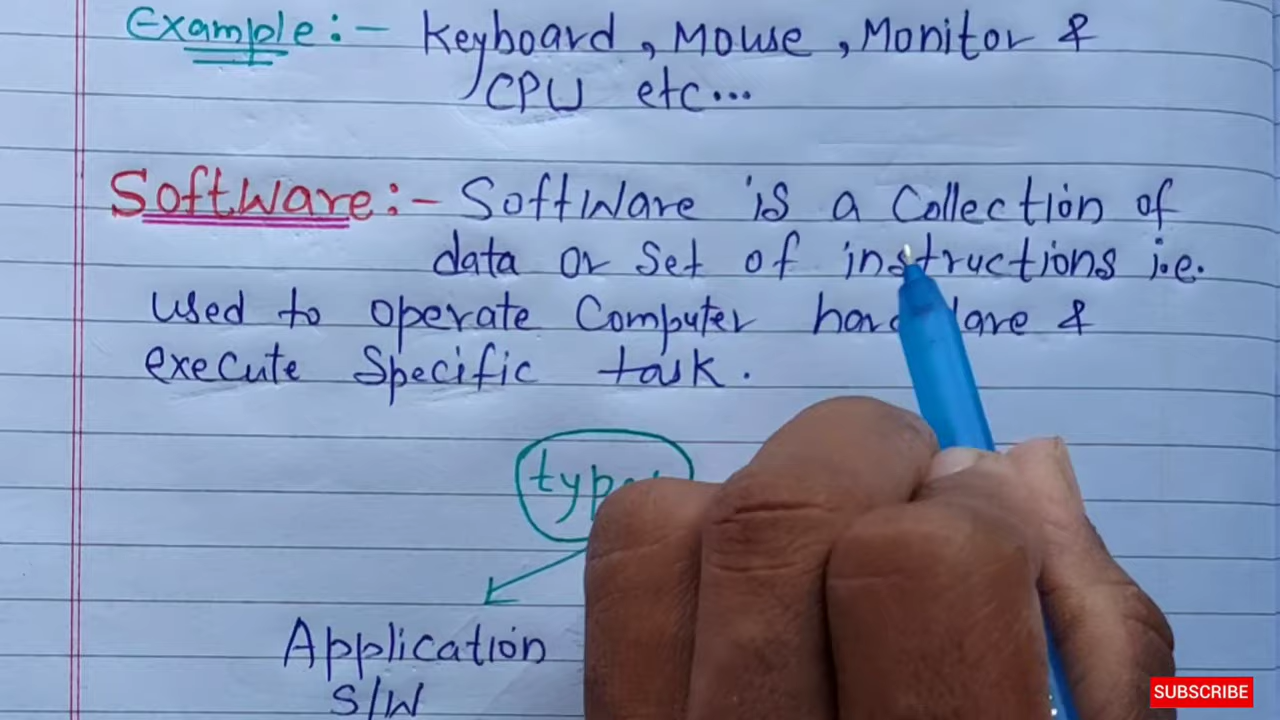 Example:- Keyboard, Mouse, Monitor &
CPU etc...
Software:- Software is a Collection of
data or Set of instructions i.e.
used to operate Computer hardware &
execute Specific task.
Application
S/W
SUBSCRIBE